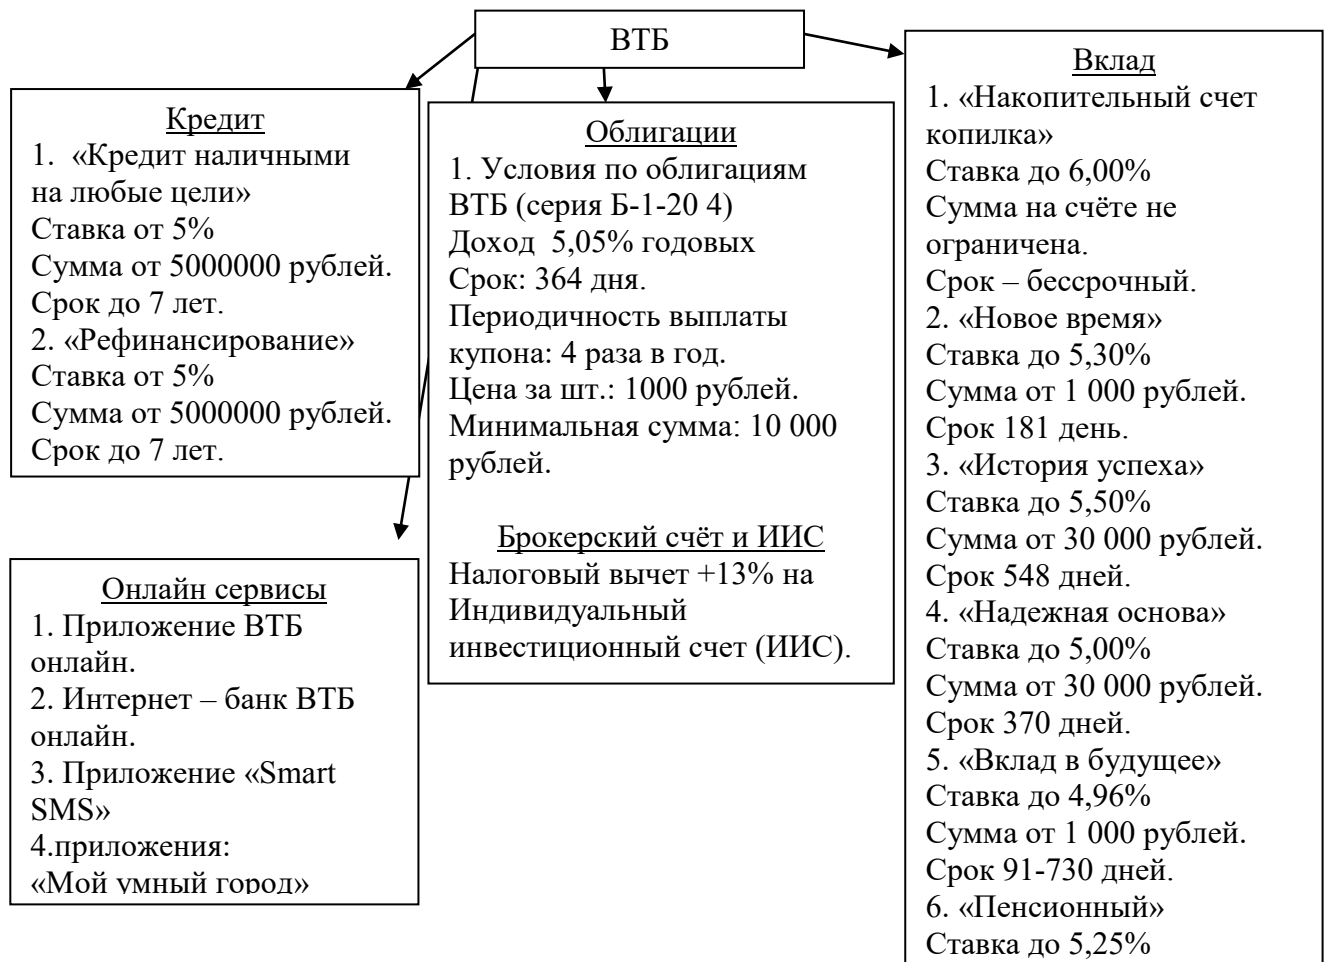 ВТБ
Кредит
1. «Кредит наличными
на любые цели»
Ставка от 5%
Сумма от 5000000 рублей.
Срок до 7 лет.
2. «Рефинансирование»
Ставка от 5%
Сумма от 5000000 рублей.
Срок до 7 лет.
Онлайн сервисы
1. Приложение ВТБ
онлайн.
2. Интернет – банк ВТБ
онлайн.
3. Приложение «Smart
SMS»
4.приложения:
«Мой умный город»
Облигации
1. Условия по облигациям
ВТБ (серия Б-1-20 4)
Доход 5,05% годовых
Срок: 364 дня.
Периодичность выплаты
купона: 4 раза в год.
Цена за шт.: 1000 рублей.
Минимальная сумма: 10 000
рублей.
Брокерский счёт и ИИС
Налоговый вычет +13% на
Индивидуальный
инвестиционный счет (ИИС).
Вклад
1. «Накопительный счет
копилка»
Ставка до 6,00%
Сумма на счёте не
ограничена.
Срок – бессрочный.
2. «Новое время»
Ставка до 5,30%
Сумма от 1 000 рублей.
Срок 181 день.
3. «История успеха»
Ставка до 5,50%
Сумма от 30 000 рублей.
Срок 548 дней.
4. «Надежная основа»
Ставка до 5,00%
Сумма от 30 000 рублей.
Срок 370 дней.
5. «Вклад в будущее»
Ставка до 4,96%
Сумма от 1 000 рублей.
Срок 91-730 дней.
6. «Пенсионный»
Ставка до 5,25%